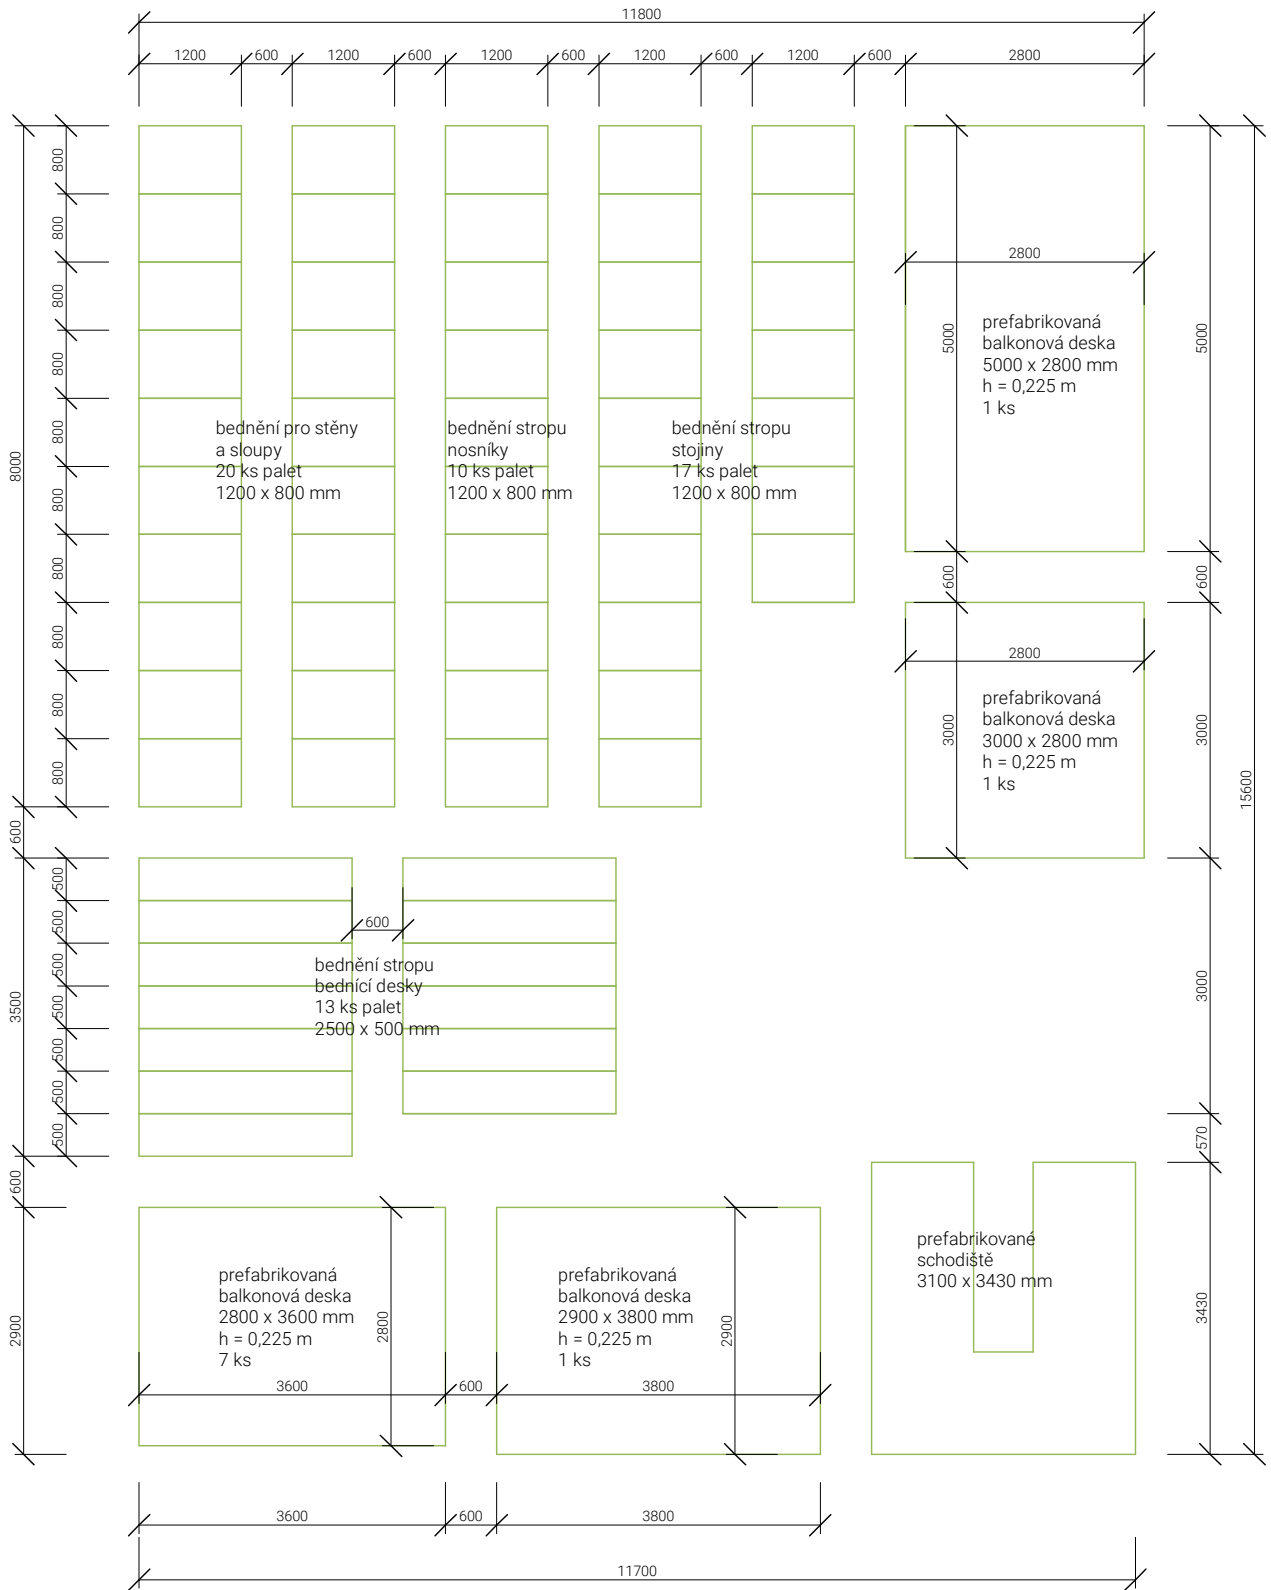 11800
1200
600
1200
600
1200
600
1200
600
1200
600
2800
800
800
800
800
800
800
800
800
800
800
8000
600
500
500
500
500
500
500
500
3500
600
2900
bednění pro stěny
a sloupy
20 ks palet
1200 x 800 mm
bednění stropu
nosníky
10 ks palet
1200 x 800 mm
bednění stropu
stojiny
17 ks palet
1200 x 800 mm
2800
5000
prefabrikovaná
balkonová deska
5000 x 2800 mm
h = 0,225 m
1 ks
600
2800
3000
prefabrikovaná
balkonová deska
3000 x 2800 mm
h = 0,225 m
1 ks
5000
600
3000
3000
570
3430
15600
600
bednění stropu
bednící desky
13 ks palet
2500 x 500 mm
prefabrikovaná
balkonová deska
2800 x 3600 mm
h = 0,225 m
7 ks
2800
3600
600
prefabrikovaná
balkonová deska
2900 x 3800 mm
h = 0,225 m
1 ks
2900
3800
prefabrikované
schodiště
3100 x 3430 mm
3600
600
3800
11700